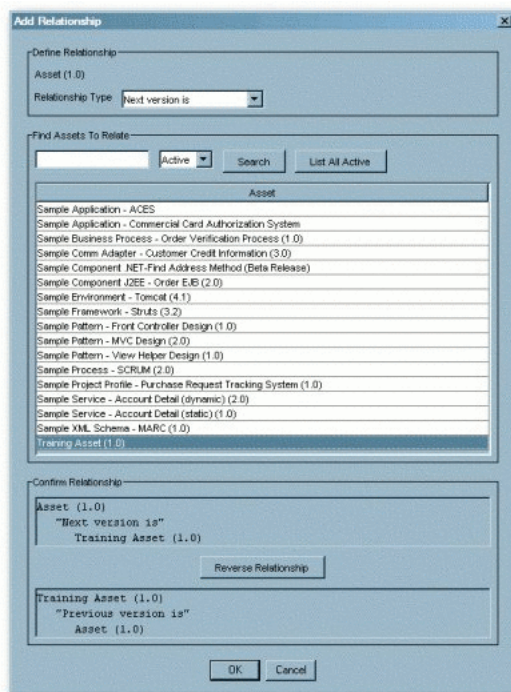 Add Relationship
Define Relationship
Asset (1.0)
Relationship Type Next version is
Find Assets To Relate
Active Search List All Active
Asset
Sample Application - ACES
Sample Application - Commercial Card Authorization System
Sample Business Process - Order Verification Process (1.0)
Sample Comm Adapter - Customer Credit Information (3.0)
Sample Component .NET-Find Address Method (Beta Release)
Sample Component J2EE - Order EJB (2.0)
Sample Environment - Tomcat (4.1)
Sample Framework - Struts (3.2)
Sample Pattern - Front Controller Design (1.0)
Sample Pattern - MVC Design (2.0)
Sample Pattern - View Helper Design (1.0)
Sample Process - SCRUM (2.0)
Sample Project Profile - Purchase Request Tracking System (1.0)
Sample Service - Account Detail (dynamic) (2.0)
Sample Service - Account Detail (static) (1.0)
Sample XML Schema - MARC (1.0)
Training Asset (1.0)
Confirm Relationship
Asset (1.0)
"Next version is"
Training Asset (1.0)
Reverse Relationship
Training Asset (1.0)
"Previous version is"
Asset (1.0)
OK Cancel